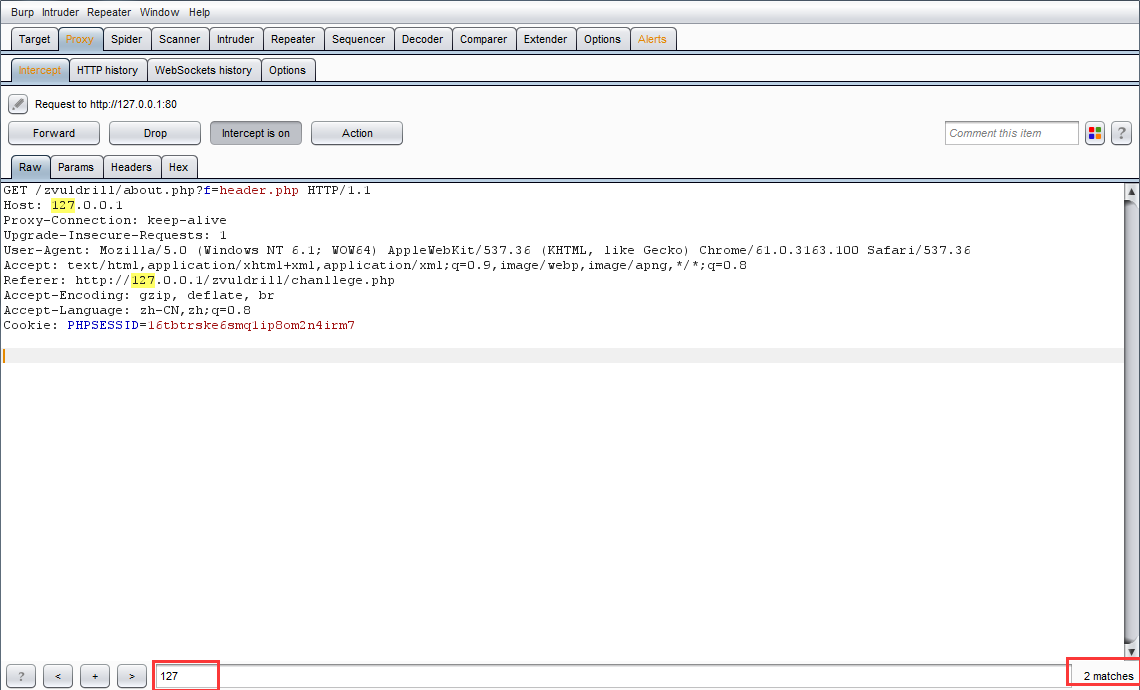 Burp Intruder Repeater Window Help
Target Proxy Spider Scanner Intruder Repeater Sequencer Decoder Comparer Extender Options Alerts
Intercept HTTP history WebSockets history Options
Request to http://127.0.0.1:80
Forward Drop Intercept is on Action Comment this item ?
Raw Params Headers Hex
GET /zvuldrill/about.php?f=header.php HTTP/1.1
Host: 127.0.0.1
Proxy-Connection: keep-alive
Upgrade-Insecure-Requests: 1
User-Agent: Mozilla/5.0 (Windows NT 6.1; WOW64) AppleWebKit/537.36 (KHTML, like Gecko) Chrome/61.0.3163.100 Safari/537.36
Accept: text/html,application/xhtml+xml,application/xml;q=0.9,image/webp,image/apng,*/*;q=0.8
Referer: http://127.0.0.1/zvuldrill/chanllege.php
Accept-Encoding: gzip, deflate, br
Accept-Language: zh-CN,zh;q=0.8
Cookie: PHPSESSID=16tbtrske6smq1ip8om2n4irm7
? < + > 127 2 matches